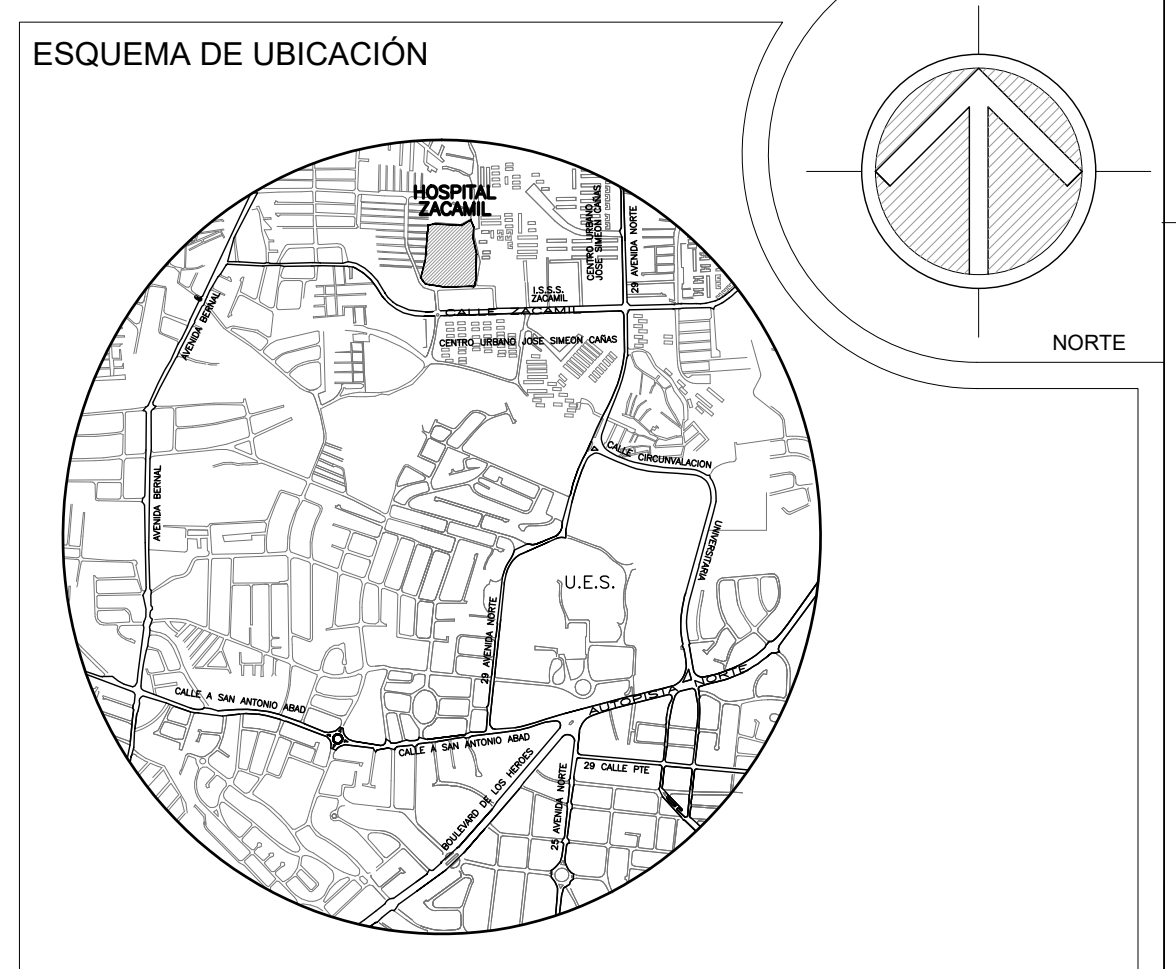 ESQUEMA DE UBICACIÓN
NORTE
HOSPITAL
ZACAMIL
CENTRO URBANO
JOSE SIMEON CAÑAS
29 AVENIDA NORTE
I.S.S.S.
ZACAMIL
CALLE ZACAMIL
AVENIDA BERNAL
CENTRO URBANO JOSE SIMEON CAÑAS
CALLE CIRCUNVALACION
AVENIDA BERNAL
UNIVERSITARIA
U.E.S.
29 AVENIDA NORTE
AUTOPISTA NORTE
CALLE A SAN ANTONIO ABAD
CALLE A SAN ANTONIO ABAD
BOULEVARD DE LOS HEROES
29 CALLE PTE
25 AVENIDA NORTE